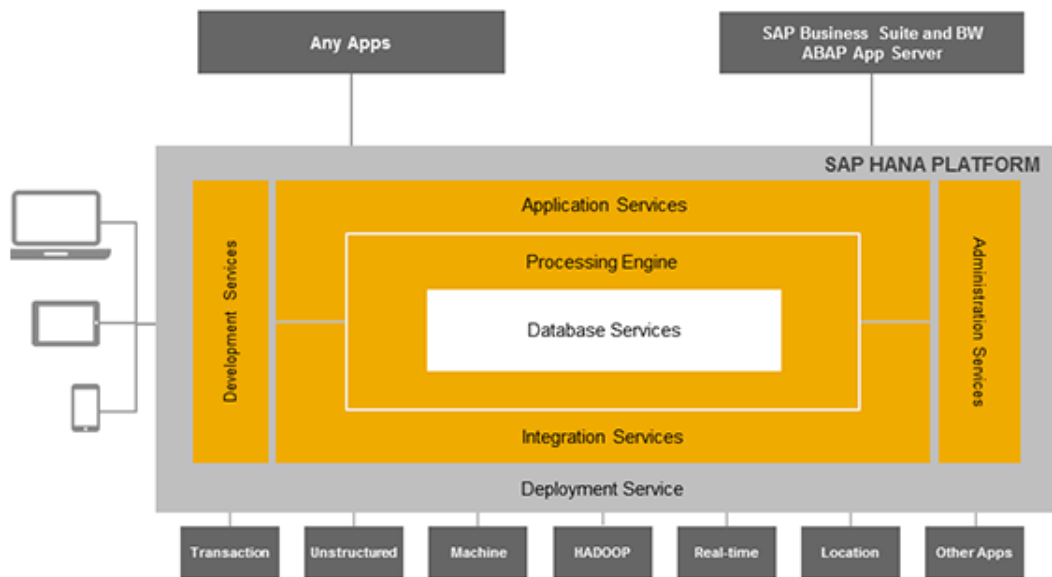 Any Apps
SAP Business Suite and BW
ABAP App Server
SAP HANA PLATFORM
Development Services
Application Services
Processing Engine
Database Services
Integration Services
Administration Services
Deployment Service
Transaction
Unstructured
Machine
HADOOP
Real-time
Location
Other Apps